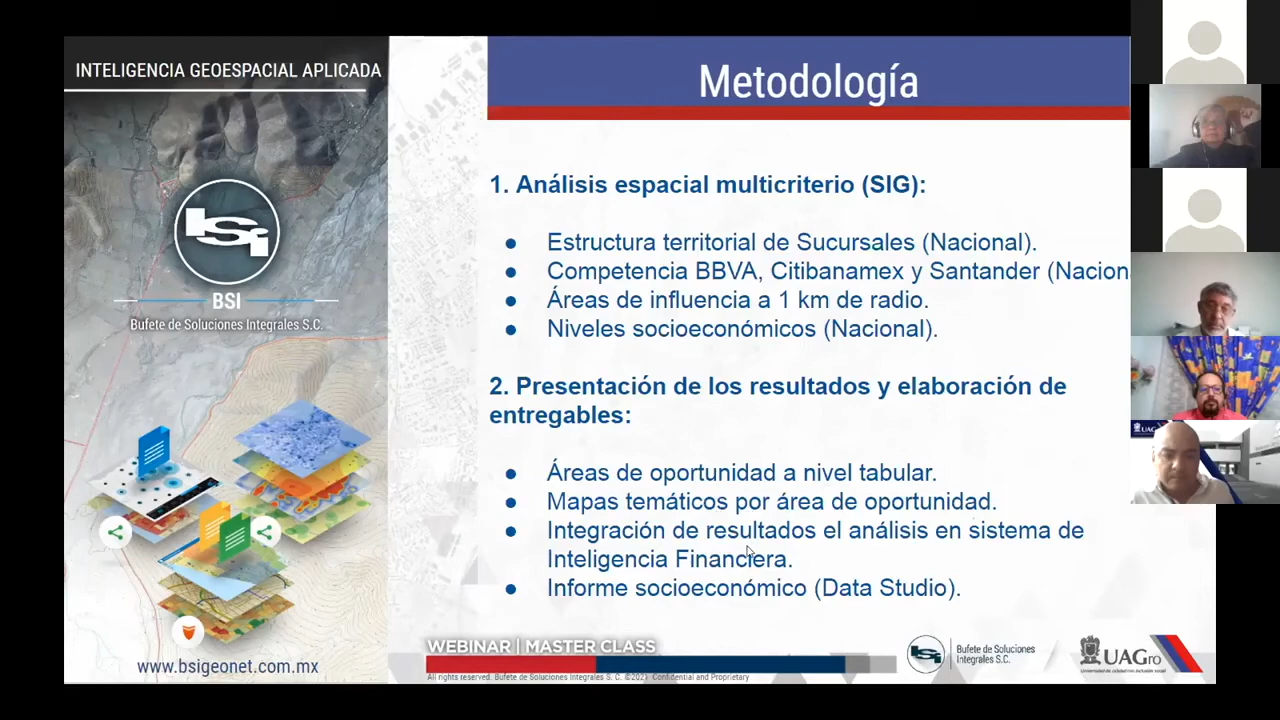 INTELIGENCIA GEOESPACIAL APLICADA
BSI
BSI
Bufete de Soluciones Integrales S.C.
www.bsigeonet.com.mx
Metodología
1. Análisis espacial multicriterio (SIG):
● Estructura territorial de Sucursales (Nacional).
● Competencia BBVA, Citibanamex y Santander (Nacion
● Áreas de influencia a 1 km de radio.
● Niveles socioeconómicos (Nacional).
2. Presentación de los resultados y elaboración de
entregables:
● Áreas de oportunidad a nivel tabular.
● Mapas temáticos por área de oportunidad.
● Integración de resultados el análisis en sistema de
Inteligencia Financiera.
● Informe socioeconómico (Data Studio).
WEBINAR | MASTER CLASS
All rights reserved. Bufete de Soluciones Integrales S.C. ©2021 Confidential and Proprietary
BSI
Bufete de Soluciones
Integrales S.C.
UAGro
UAG